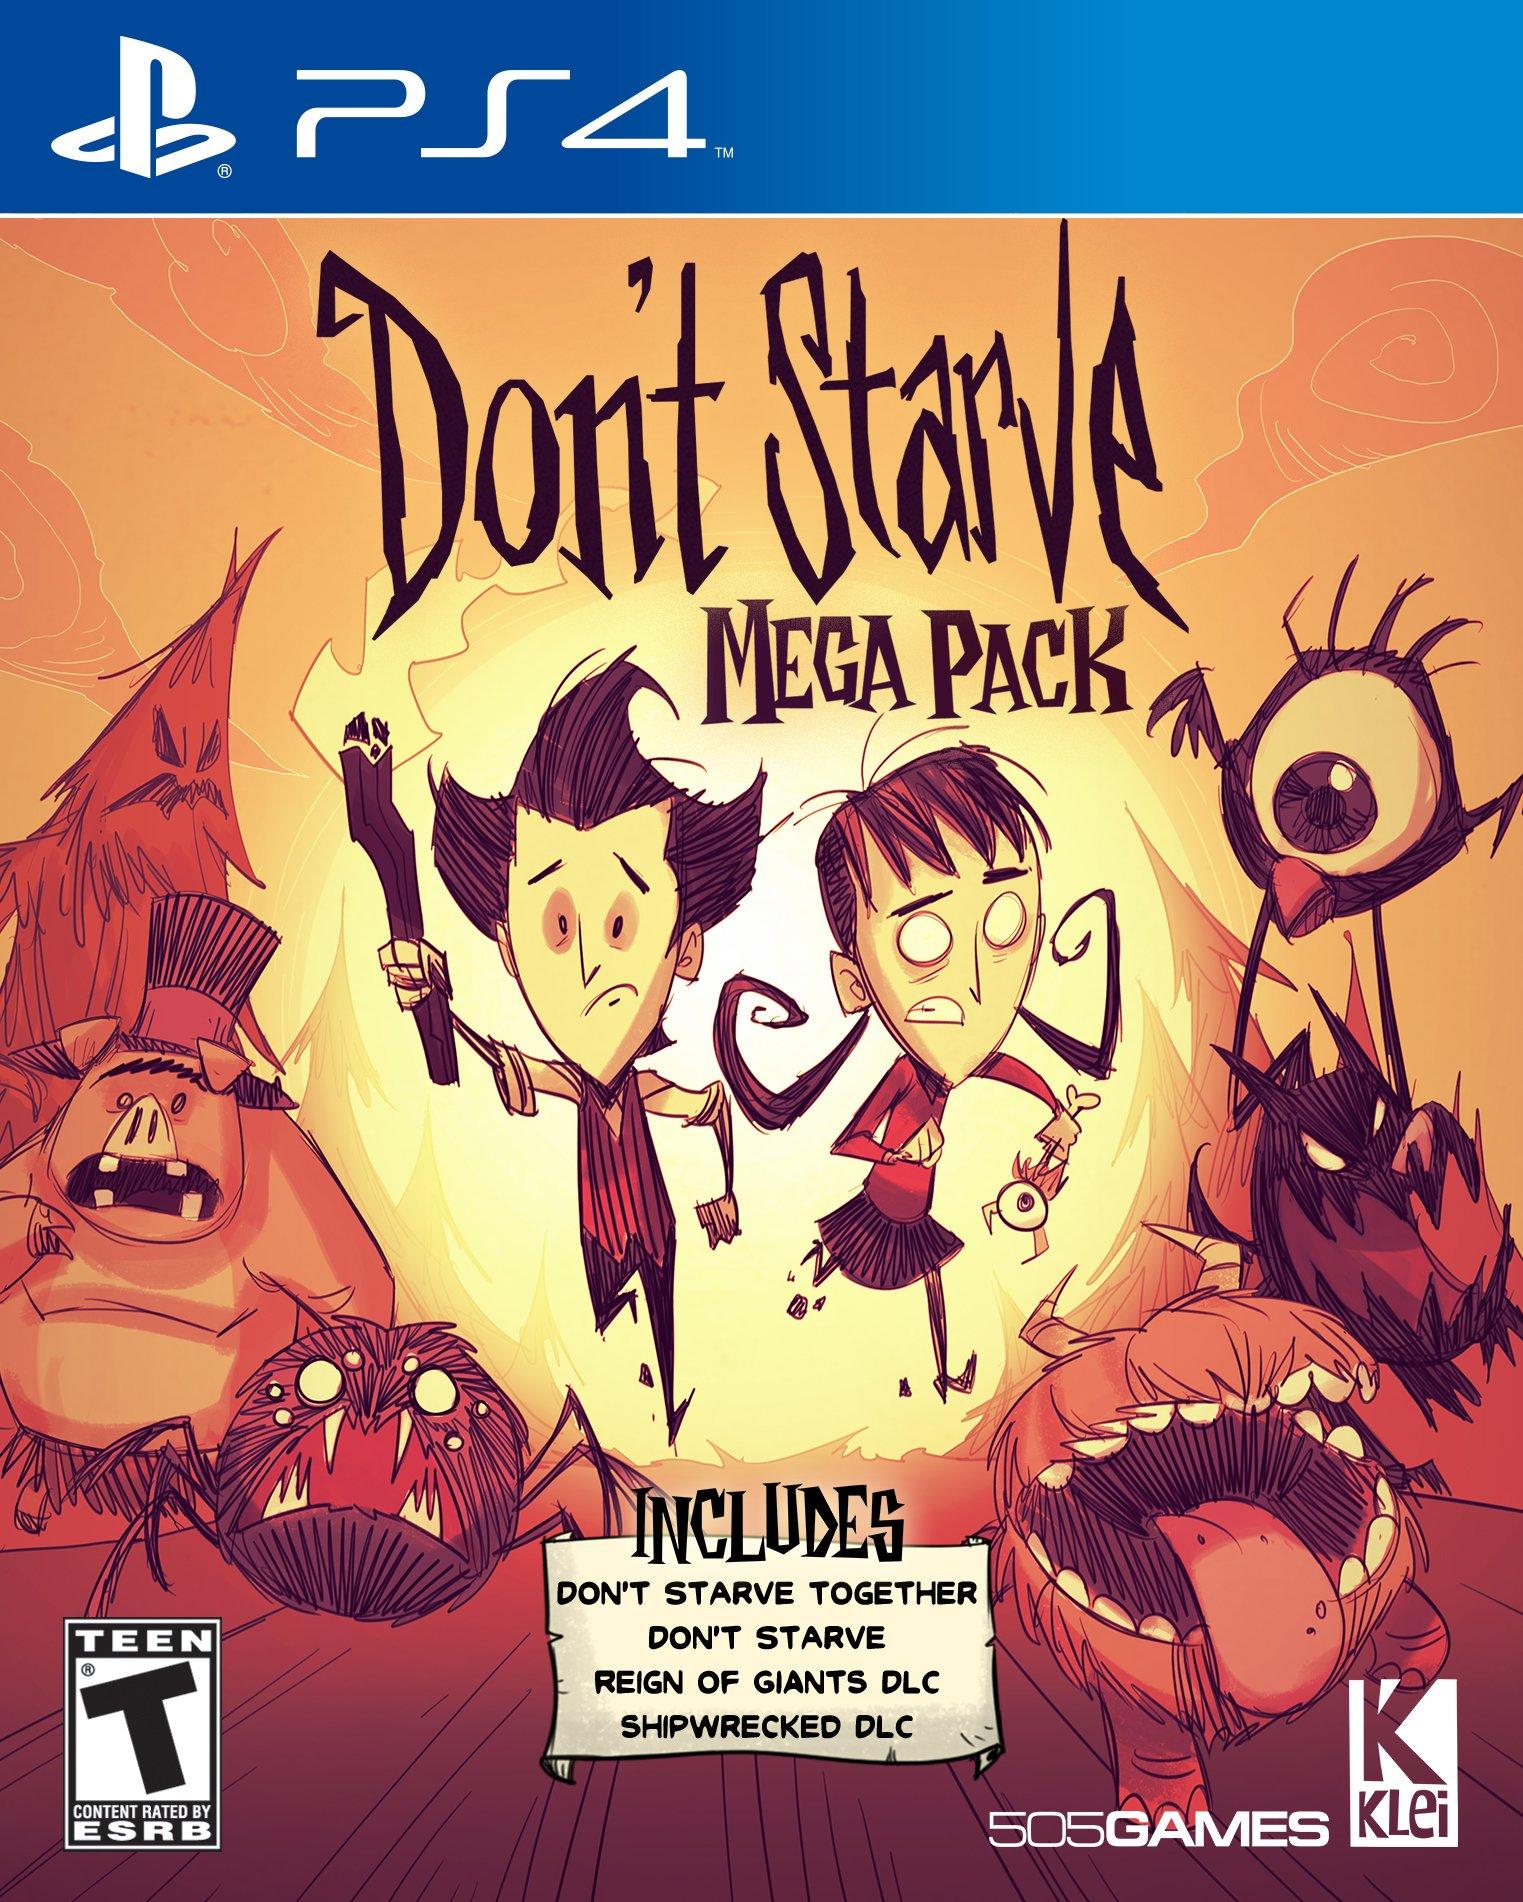 PS4™
Don't Starve
MEGA PACK
INCLUDES
DON'T STARVE TOGETHER
DON'T STARVE
REIGN OF GIANTS DLC
SHIPWRECKED DLC
TEEN
®
T
CONTENT RATED BY
ESRB
505GAMES
K
KLei